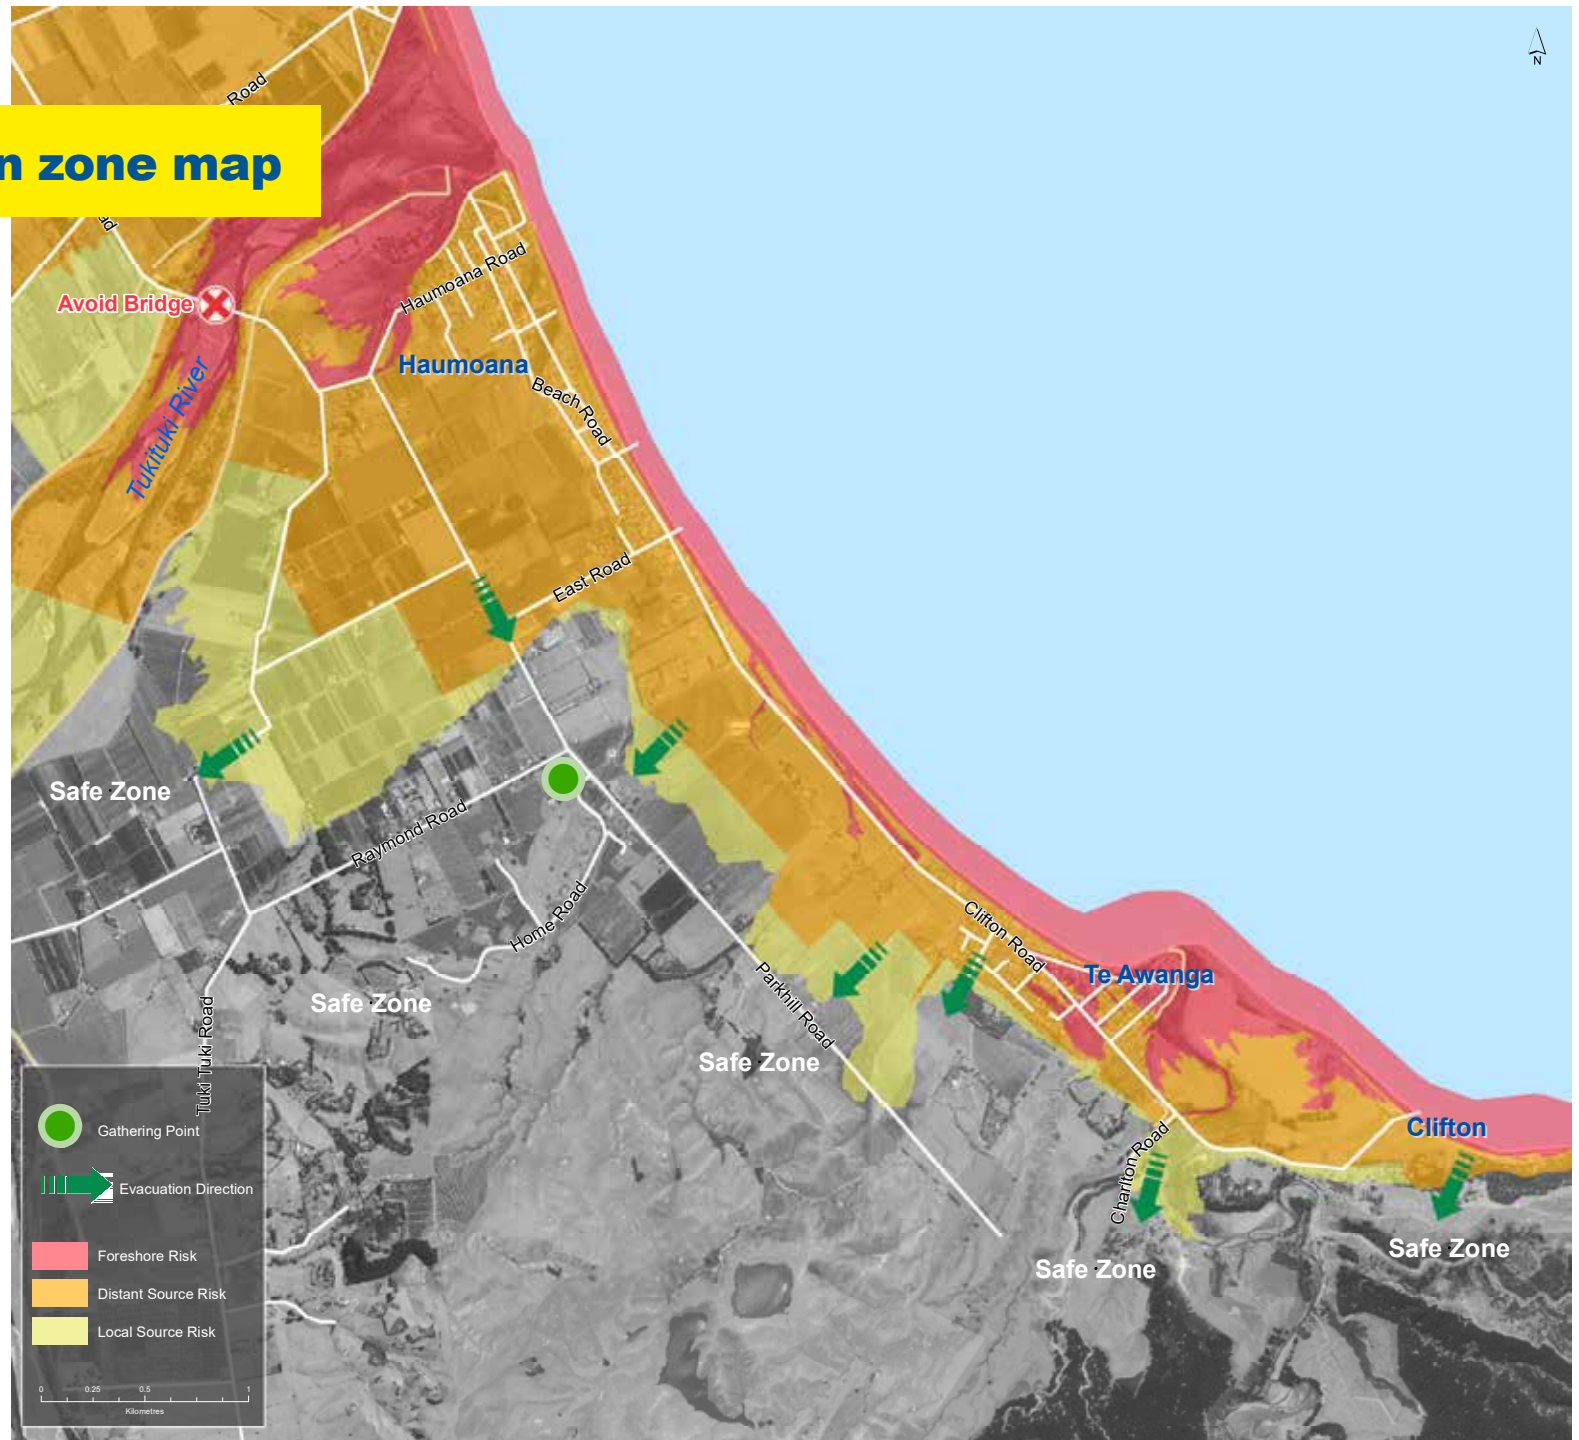 N
Road
n zone map
ad
Avoid Bridge
Haumoana Road
Haumoana
Tukituki River
Beach Road
East Road
Safe Zone
Raymond Road
Home Road
Clifton Road
Te Awanga
Parkhill Road
Safe Zone
Tuki Tuki Road
Safe Zone
Clifton
Charlton Road
Safe Zone
Safe Zone
Gathering Point
Evacuation Direction
Foreshore Risk
Distant Source Risk
Local Source Risk
0 0.25 0.5 1
Kilometres